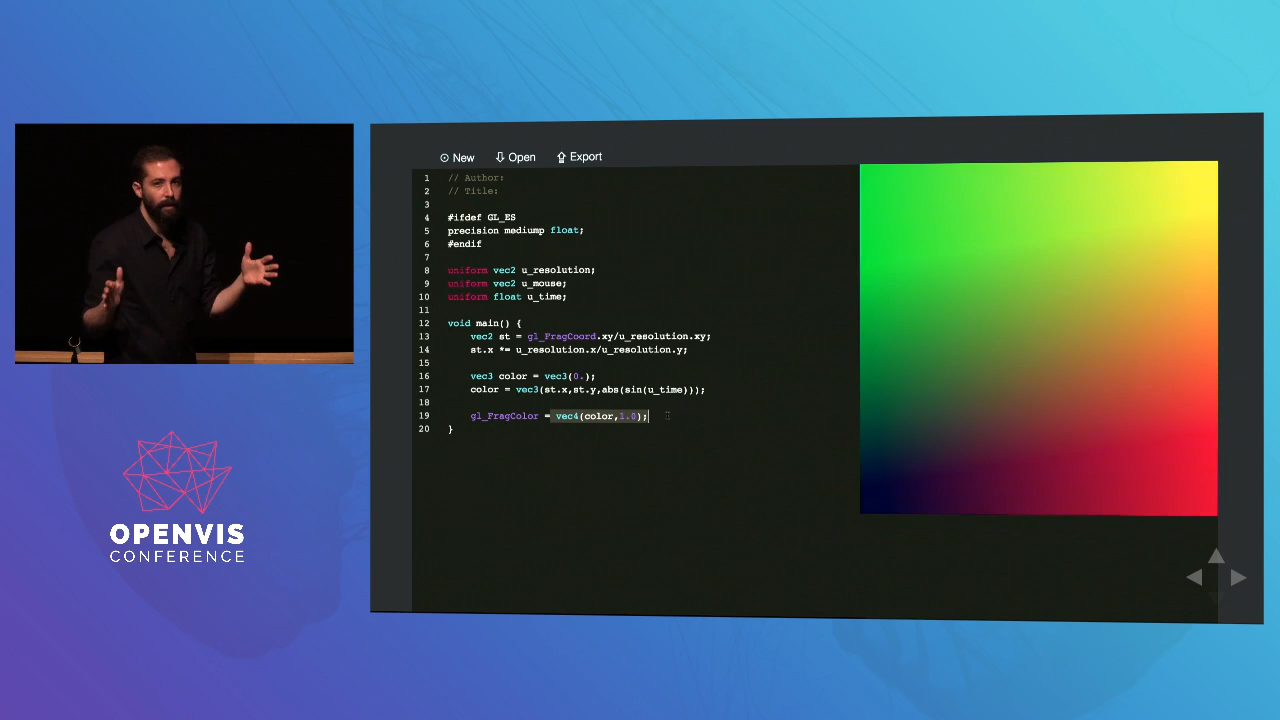 New Open Export
1 // Author:
2 // Title:
3
4 #ifdef GL_ES
5 precision mediump float;
6 #endif
7
8 uniform vec2 u_resolution;
9 uniform vec2 u_mouse;
10 uniform float u_time;
11
12 void main() {
13 vec2 st = gl_FragCoord.xy/u_resolution.xy;
14 st.x *= u_resolution.x/u_resolution.y;
15
16 vec3 color = vec3(0.);
17 color = vec3(st.x,st.y,abs(sin(u_time)));
18
19 gl_FragColor = vec4(color,1.0);
20 }
OPENVIS
CONFERENCE